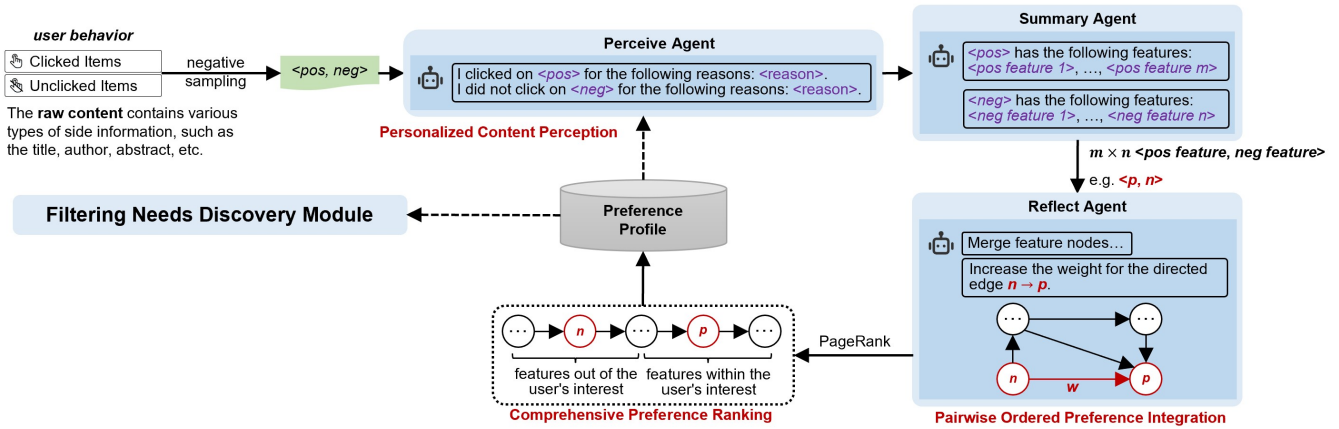 user behavior
Clicked Items
Unclicked Items
The raw content contains various
types of side information, such as
the title, author, abstract, etc.
negative
sampling
<pos, neg>
Perceive Agent
I clicked on <pos> for the following reasons: <reason>.
I did not click on <neg> for the following reasons: <reason>.
Personalized Content Perception
Summary Agent
<pos> has the following features:
<pos feature 1>, …, <pos feature m>
<neg> has the following features:
<neg feature 1>, …, <neg feature n>
m × n <pos feature, neg feature>
e.g. <p, n>
Reflect Agent
Merge feature nodes…
Increase the weight for the directed
edge n → p.
… …
n w p
Pairwise Ordered Preference Integration
PageRank
… n … p …
features out of the
user's interest
features within the
user's interest
Comprehensive Preference Ranking
Preference
Profile
Filtering Needs Discovery Module